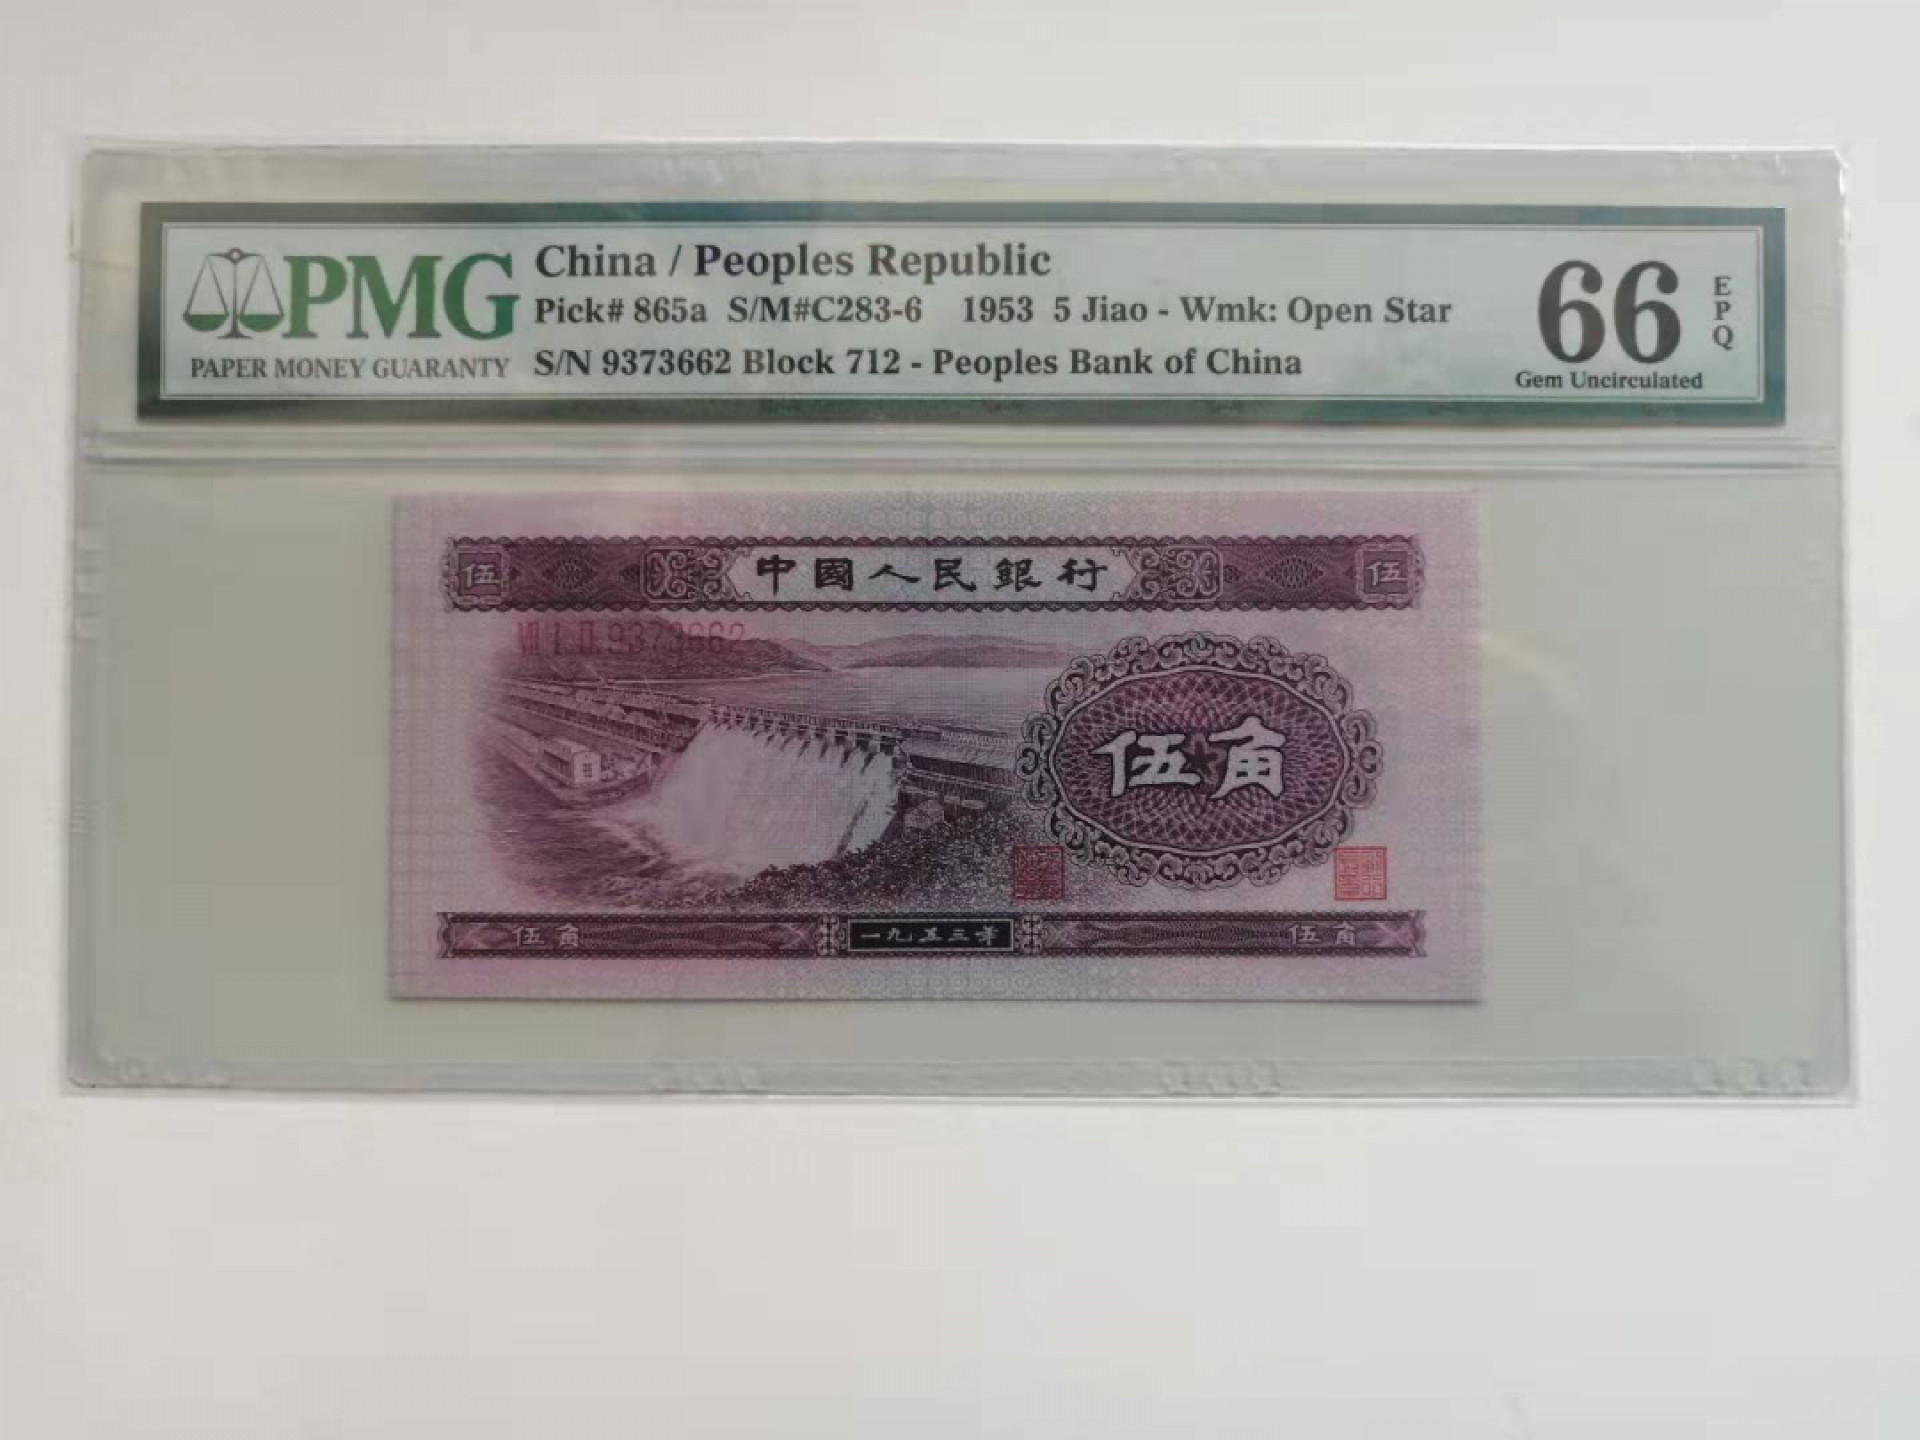 PMG
PAPER MONEY GUARANTY
China / Peoples Republic
Pick# 865a S/M#C283-6 1953 5 Jiao - Wmk: Open Star
S/N 9373662 Block 712 - Peoples Bank of China
66
EPQ
Gem Uncirculated
伍 中國人民銀行 伍
VII I II 9373662
伍角
伍角 一九五三年 伍角